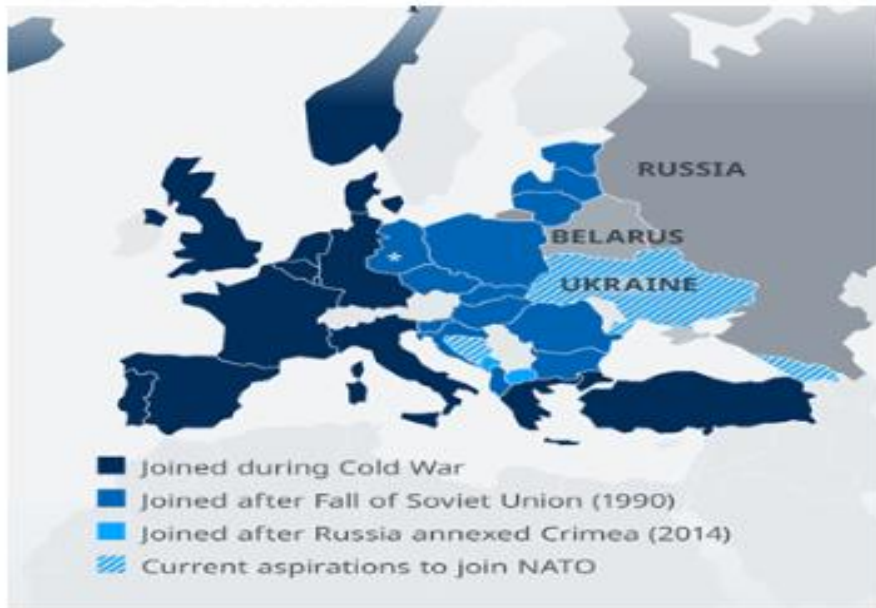 RUSSIA
BELARUS
*
UKRAINE
Joined during Cold War
Joined after Fall of Soviet Union (1990)
Joined after Russia annexed Crimea (2014)
Current aspirations to join NATO